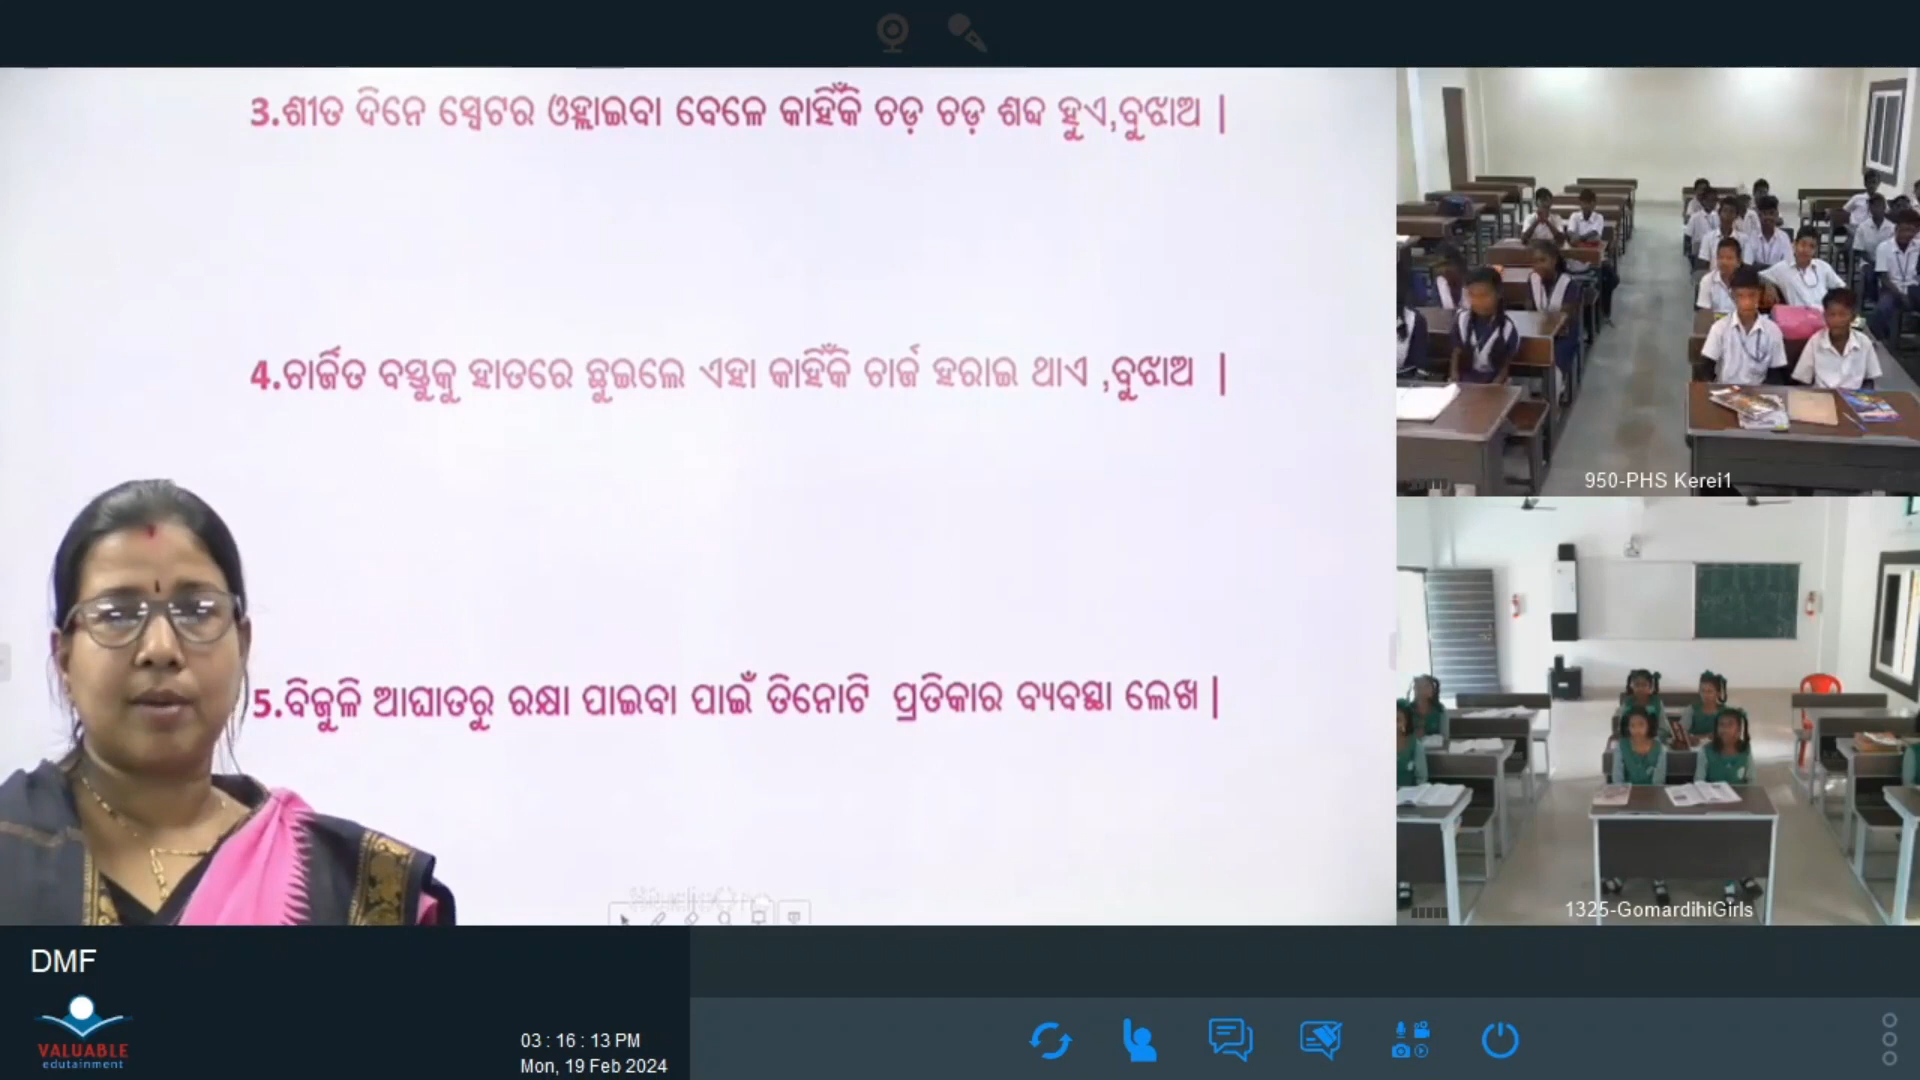 3.ଶୀତ ଦିନେ ସ୍ୱେଟର ଓହ୍ଲାଇବା ବେଳେ କାହିଁକି ଚଡ଼ ଚଡ଼ ଶବ୍ଦ ହୁଏ,ବୁଝାଅ |
4.ଚାର୍ଜିତ ବସ୍ତୁକୁ ହାତରେ ଛୁଇଲେ ଏହା କାହିଁକି ଚାର୍ଜ ହରାଇ ଥାଏ ,ବୁଝାଅ |
5.ବିଜୁଳି ଆଘାତରୁ ରକ୍ଷା ପାଇବା ପାଇଁ ତିନୋଟି ପ୍ରତିକାର ବ୍ୟବସ୍ଥା ଲେଖ |
950-PHS Kerei1
1325-GomardihiGirls
DMF
VALUABLE
edutainment
03 : 16 : 13 PM
Mon, 19 Feb 2024